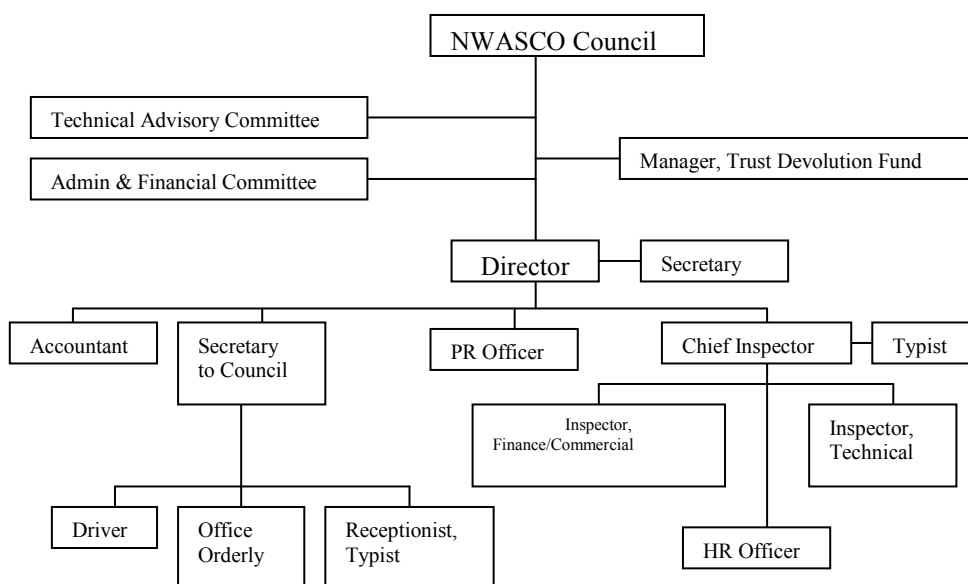 NWASCO Council
Technical Advisory Committee
Manager, Trust Devolution Fund
Admin & Financial Committee
Director
Secretary
Accountant
Secretary
to Council
PR Officer
Chief Inspector
Typist
Inspector,
Finance/Commercial
Inspector,
Technical
Driver
Office
Orderly
Receptionist,
Typist
HR Officer